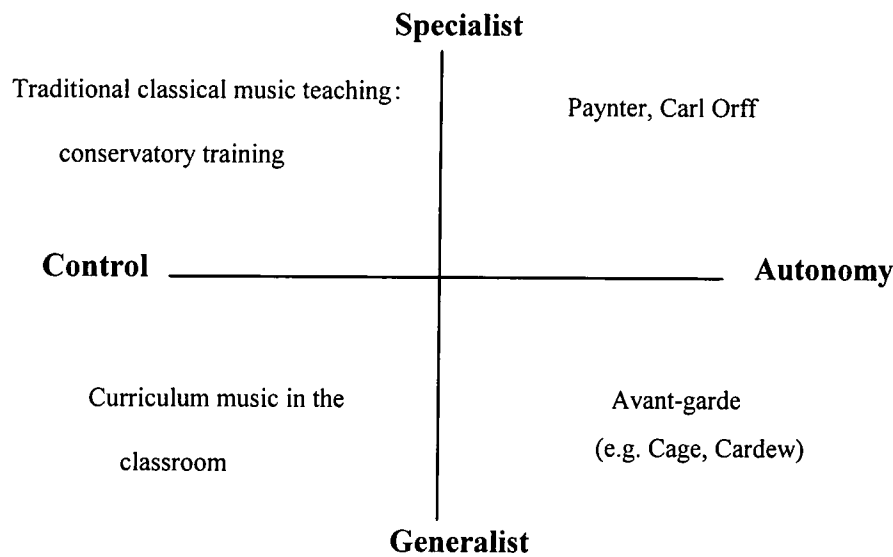 Specialist
Traditional classical music teaching:
conservatory training
Paynter, Carl Orff
Control
Autonomy
Curriculum music in the
classroom
Avant-garde
(e.g. Cage, Cardew)
Generalist